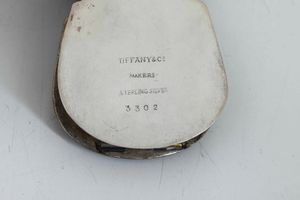 TIFFANY & Co
MAKERS
STERLING SILVER
3302